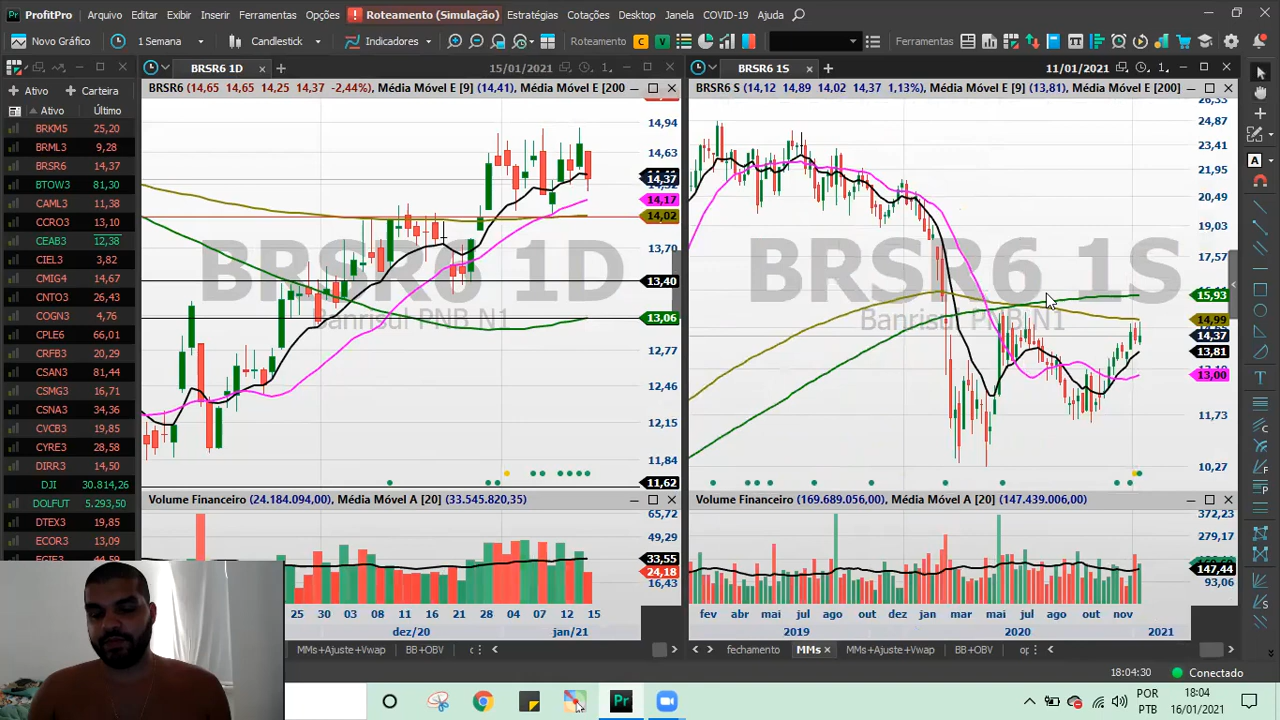 ProfitPro Arquivo Editar Exibir Inserir Ferramentas Opções Roteamento (Simulação) Estratégias Cotações Desktop Janela COVID-19 Ajuda
Novo Gráfico 1 Semana Candlestick Indicadores Roteamento C V Ferramentas
BRSR6 1D 15/01/2021 1
BRSR6 1S 11/01/2021 1
Ativo Carteira
Ativo Último
BRKM5 25,20
BRML3 9,28
BRSR6 14,37
BTOW3 81,30
CAML3 11,38
CCRO3 13,10
CEAB3 12,38
CIEL3 3,82
CMIG4 14,67
CNTO3 26,43
COGN3 4,76
CPLE6 61,01
CRFB3 20,29
CSAN3 81,44
CSMG3 16,71
CSNA3 34,36
CVCB3 19,85
CYRE3 28,58
DIRR3 14,50
DJI 30.814,26
DOLFUT 5.293,50
DTEX3 19,85
ECOR3 13,09
BRSR6 (14,65 14,65 14,25 14,37 -2,44%) Média Móvel E [9] (14,41), Média Móvel E [200
14,94
14,63
14,37
14,32
14,17
14,02
13,70
13,40
13,06
12,77
12,46
12,15
11,84
11,62
BRSR6 1D
Banrisul PNB N1
Volume Financeiro (24.184.094,00), Média Móvel A [20] (33.545.820,35)
65,72
49,29
33,55
24,18
16,43
25 30 03 08 11 16 21 28 04 07 12 15
dez/20 jan/21
MMs+Ajuste+Vwap BB+OBV
BRSR6 S (14,12 14,89 14,02 14,37 1,13%) Média Móvel E [9] (13,81), Média Móvel E [200]
26,33
24,87
23,41
21,95
20,49
19,03
17,57
15,93
14,99
14,37
13,81
13,00
11,73
10,27
BRSR6 1S
Banrisul PNB N1
Volume Financeiro (169.689.056,00), Média Móvel A [20] (147.439.006,00)
372,23
279,17
147,44
93,06
fev abr mai jul ago out dez jan mar mai jul ago out nov
2019 2020 2021
fechamento MMs MMs+Ajuste+Vwap BB+OBV
18:04:30 Conectado
Pr
POR
PTB
18:04
16/01/2021